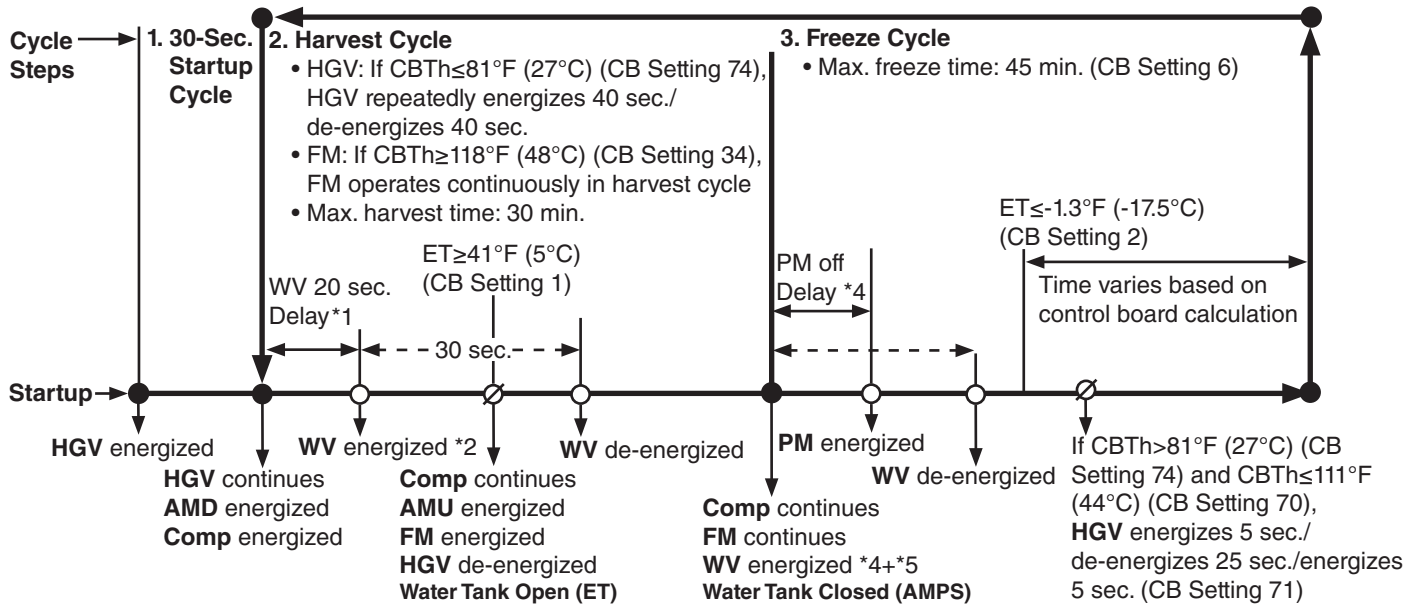 Cycle
Steps
1. 30-Sec.
Startup
Cycle
2. Harvest Cycle
• HGV: If CBTh≤81°F (27°C) (CB Setting 74),
HGV repeatedly energizes 40 sec./
de-energizes 40 sec.
• FM: If CBTh≥118°F (48°C) (CB Setting 34),
FM operates continuously in harvest cycle
• Max. harvest time: 30 min.
3. Freeze Cycle
• Max. freeze time: 45 min. (CB Setting 6)
WV 20 sec.
Delay*1
ET≥41°F (5°C)
(CB Setting 1)
30 sec.
PM off
Delay *4
ET≤-1.3°F (-17.5°C)
(CB Setting 2)
Time varies based on
control board calculation
Startup
HGV energized
HGV continues
AMD energized
Comp energized
WV energized *2
Comp continues
AMU energized
FM energized
HGV de-energized
Water Tank Open (ET)
WV de-energized
Comp continues
FM continues
WV energized *4+*5
Water Tank Closed (AMPS)
PM energized
WV de-energized
If CBTh>81°F (27°C) (CB
Setting 74) and CBTh≤111°F
(44°C) (CB Setting 70),
HGV energizes 5 sec./
de-energizes 25 sec./energizes
5 sec. (CB Setting 71)